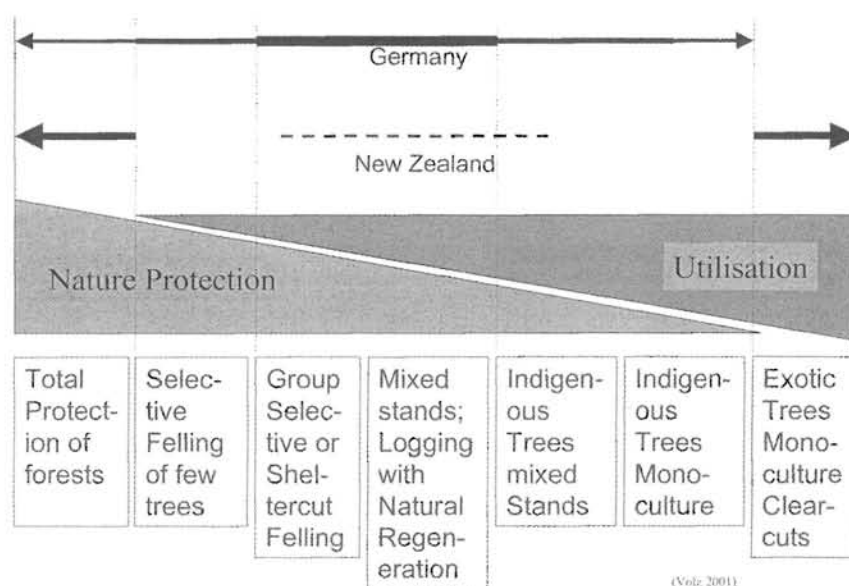 Germany
New Zealand
Nature Protection
Utilisation
Total
Protect-
ion of
forests
Selec-
tive
Felling
of few
trees
Group
Selec-
tive or
Shel-
tercut
Felling
Mixed
stands;
Logging
with
Natural
Regen-
eration
Indigen-
ous
Trees
mixed
Stands
Indigen-
ous
Trees
Mono-
culture
Exotic
Trees
Mono-
culture
Clear-
cuts
(Volz 2001)